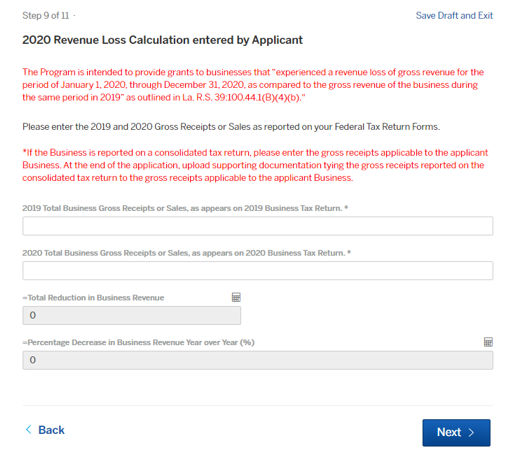 Step 9 of 11 -
Save Draft and Exit
2020 Revenue Loss Calculation entered by Applicant
The Program is intended to provide grants to businesses that "experienced a revenue loss of gross revenue for the
period of January 1, 2020, through December 31, 2020, as compared to the gross revenue of the business during
the same period in 2019" as outlined in La. R.S. 39:100.44.1(B)(4)(b)."
Please enter the 2019 and 2020 Gross Receipts or Sales as reported on your Federal Tax Return Forms.
*If the Business is reported on a consolidated tax return, please enter the gross receipts applicable to the applicant
Business. At the end of the application, upload supporting documentation tying the gross receipts reported on the
consolidated tax return to the gross receipts applicable to the applicant Business.
2019 Total Business Gross Receipts or Sales, as appears on 2019 Business Tax Return. *
2020 Total Business Gross Receipts or Sales, as appears on 2020 Business Tax Return. *
=Total Reduction in Business Revenue
0
=Percentage Decrease in Business Revenue Year over Year (%)
0
Back
Next